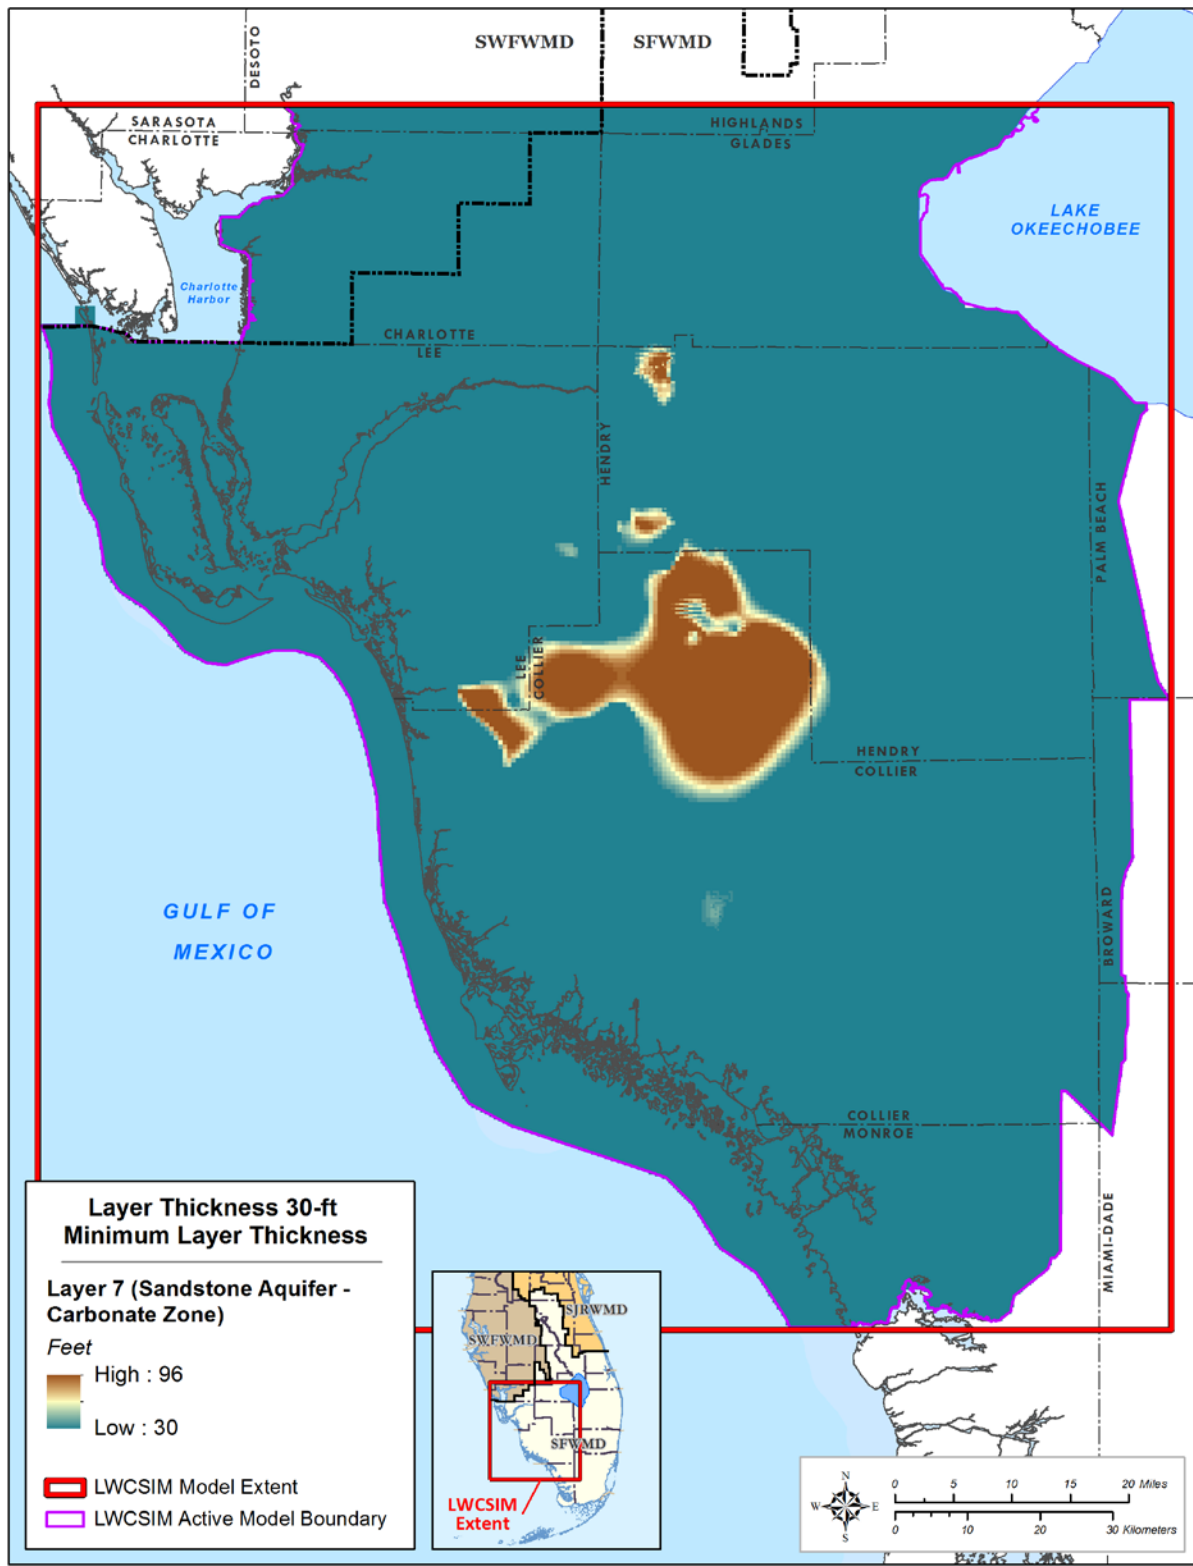 SWFWMD
SFWMD
DESOTO
SARASOTA
CHARLOTTE
HIGHLANDS
GLADES
LAKE
OKEECHOBEE
Charlotte
Harbor
CHARLOTTE
LEE
HENDRY
PALM BEACH
LEE
COLLIER
HENDRY
COLLIER
GULF OF
MEXICO
BROWARD
COLLIER
MONROE
MIAMI-DADE
Layer Thickness 30-ft
Minimum Layer Thickness
Layer 7 (Sandstone Aquifer -
Carbonate Zone)
Feet
High : 96
Low : 30
LWCSIM Model Extent
LWCSIM Active Model Boundary
SJRWMD
SWFWMD
SFWMD
LWCSIM
Extent
N
W
E
S
0 5 10 15 20 Miles
0 10 20 30 Kilometers